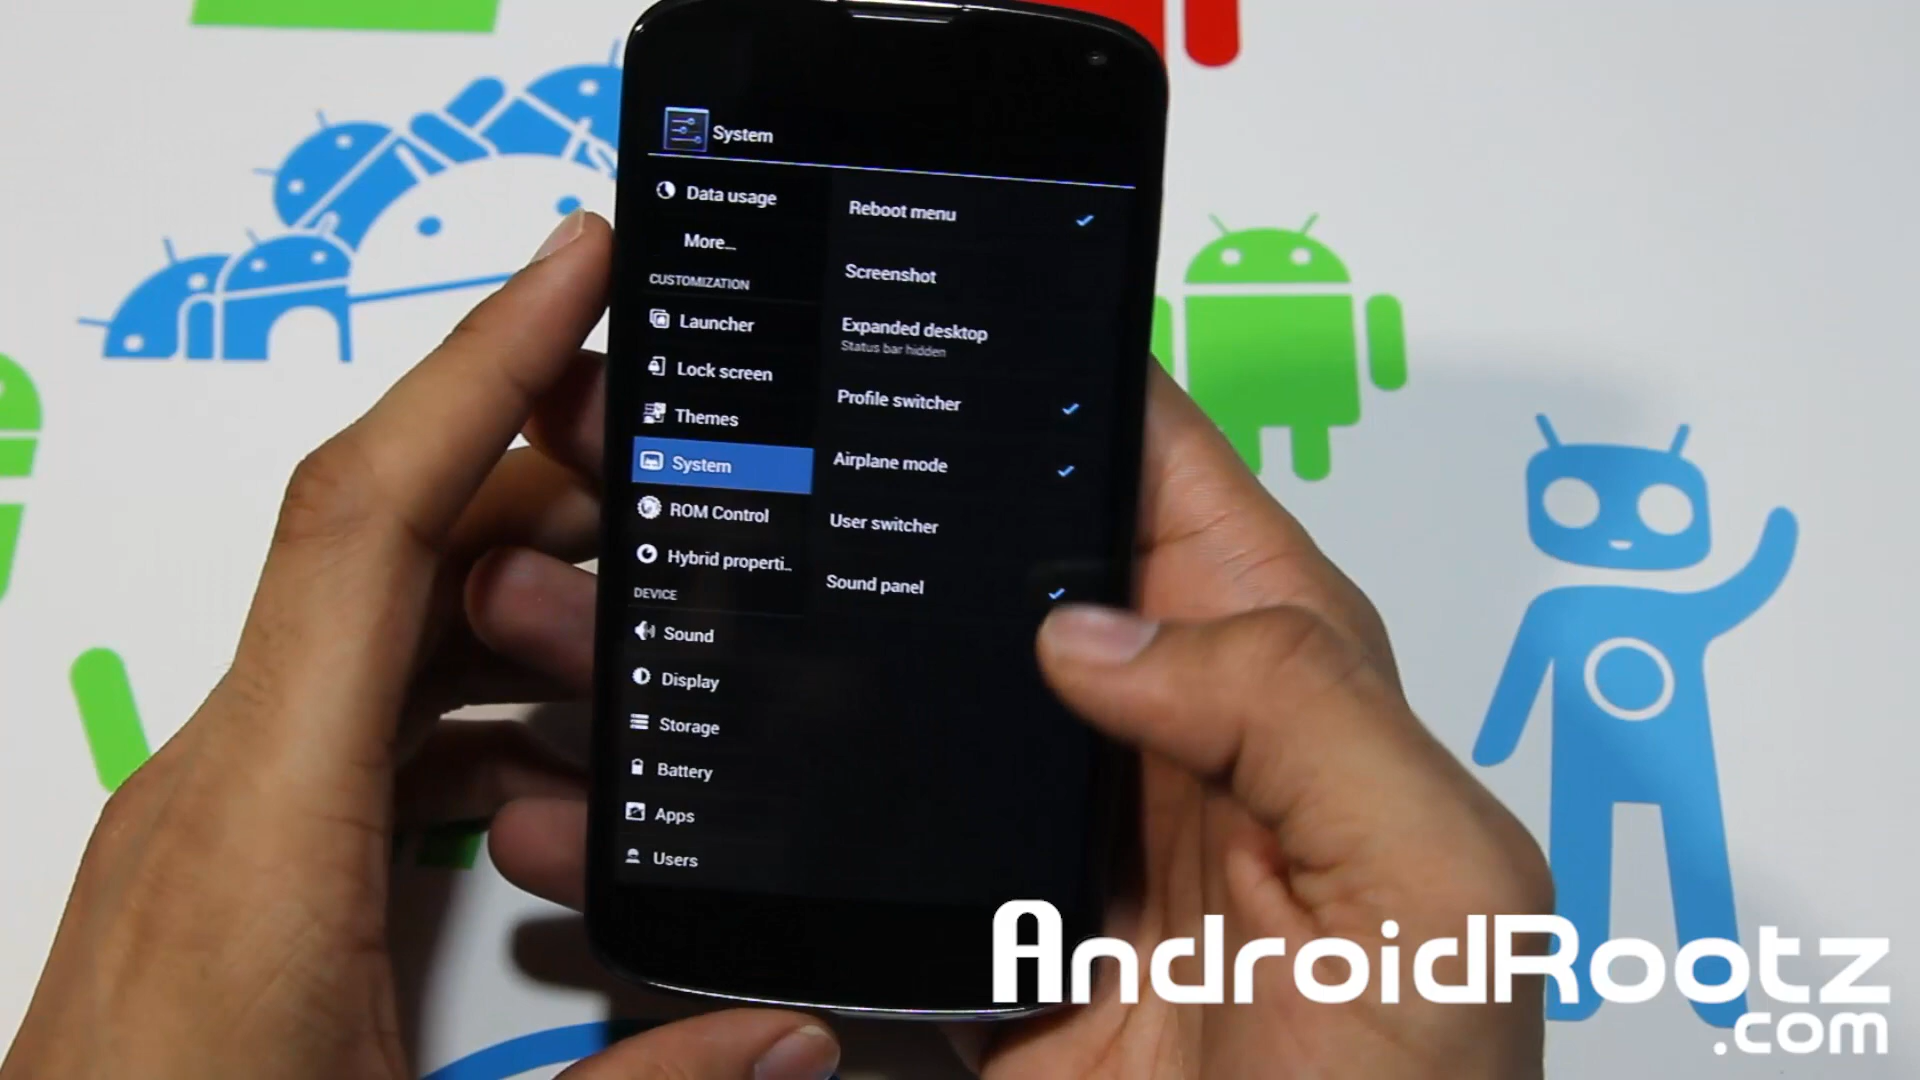 System
Data usage
More...
CUSTOMIZATION
Launcher
Lock screen
Themes
System
ROM Control
Hybrid properti..
DEVICE
Sound
Display
Storage
Battery
Apps
Users
Reboot menu
Screenshot
Expanded desktop
Status bar hidden
Profile switcher
Airplane mode
User switcher
Sound panel
AndroidRootz
.com